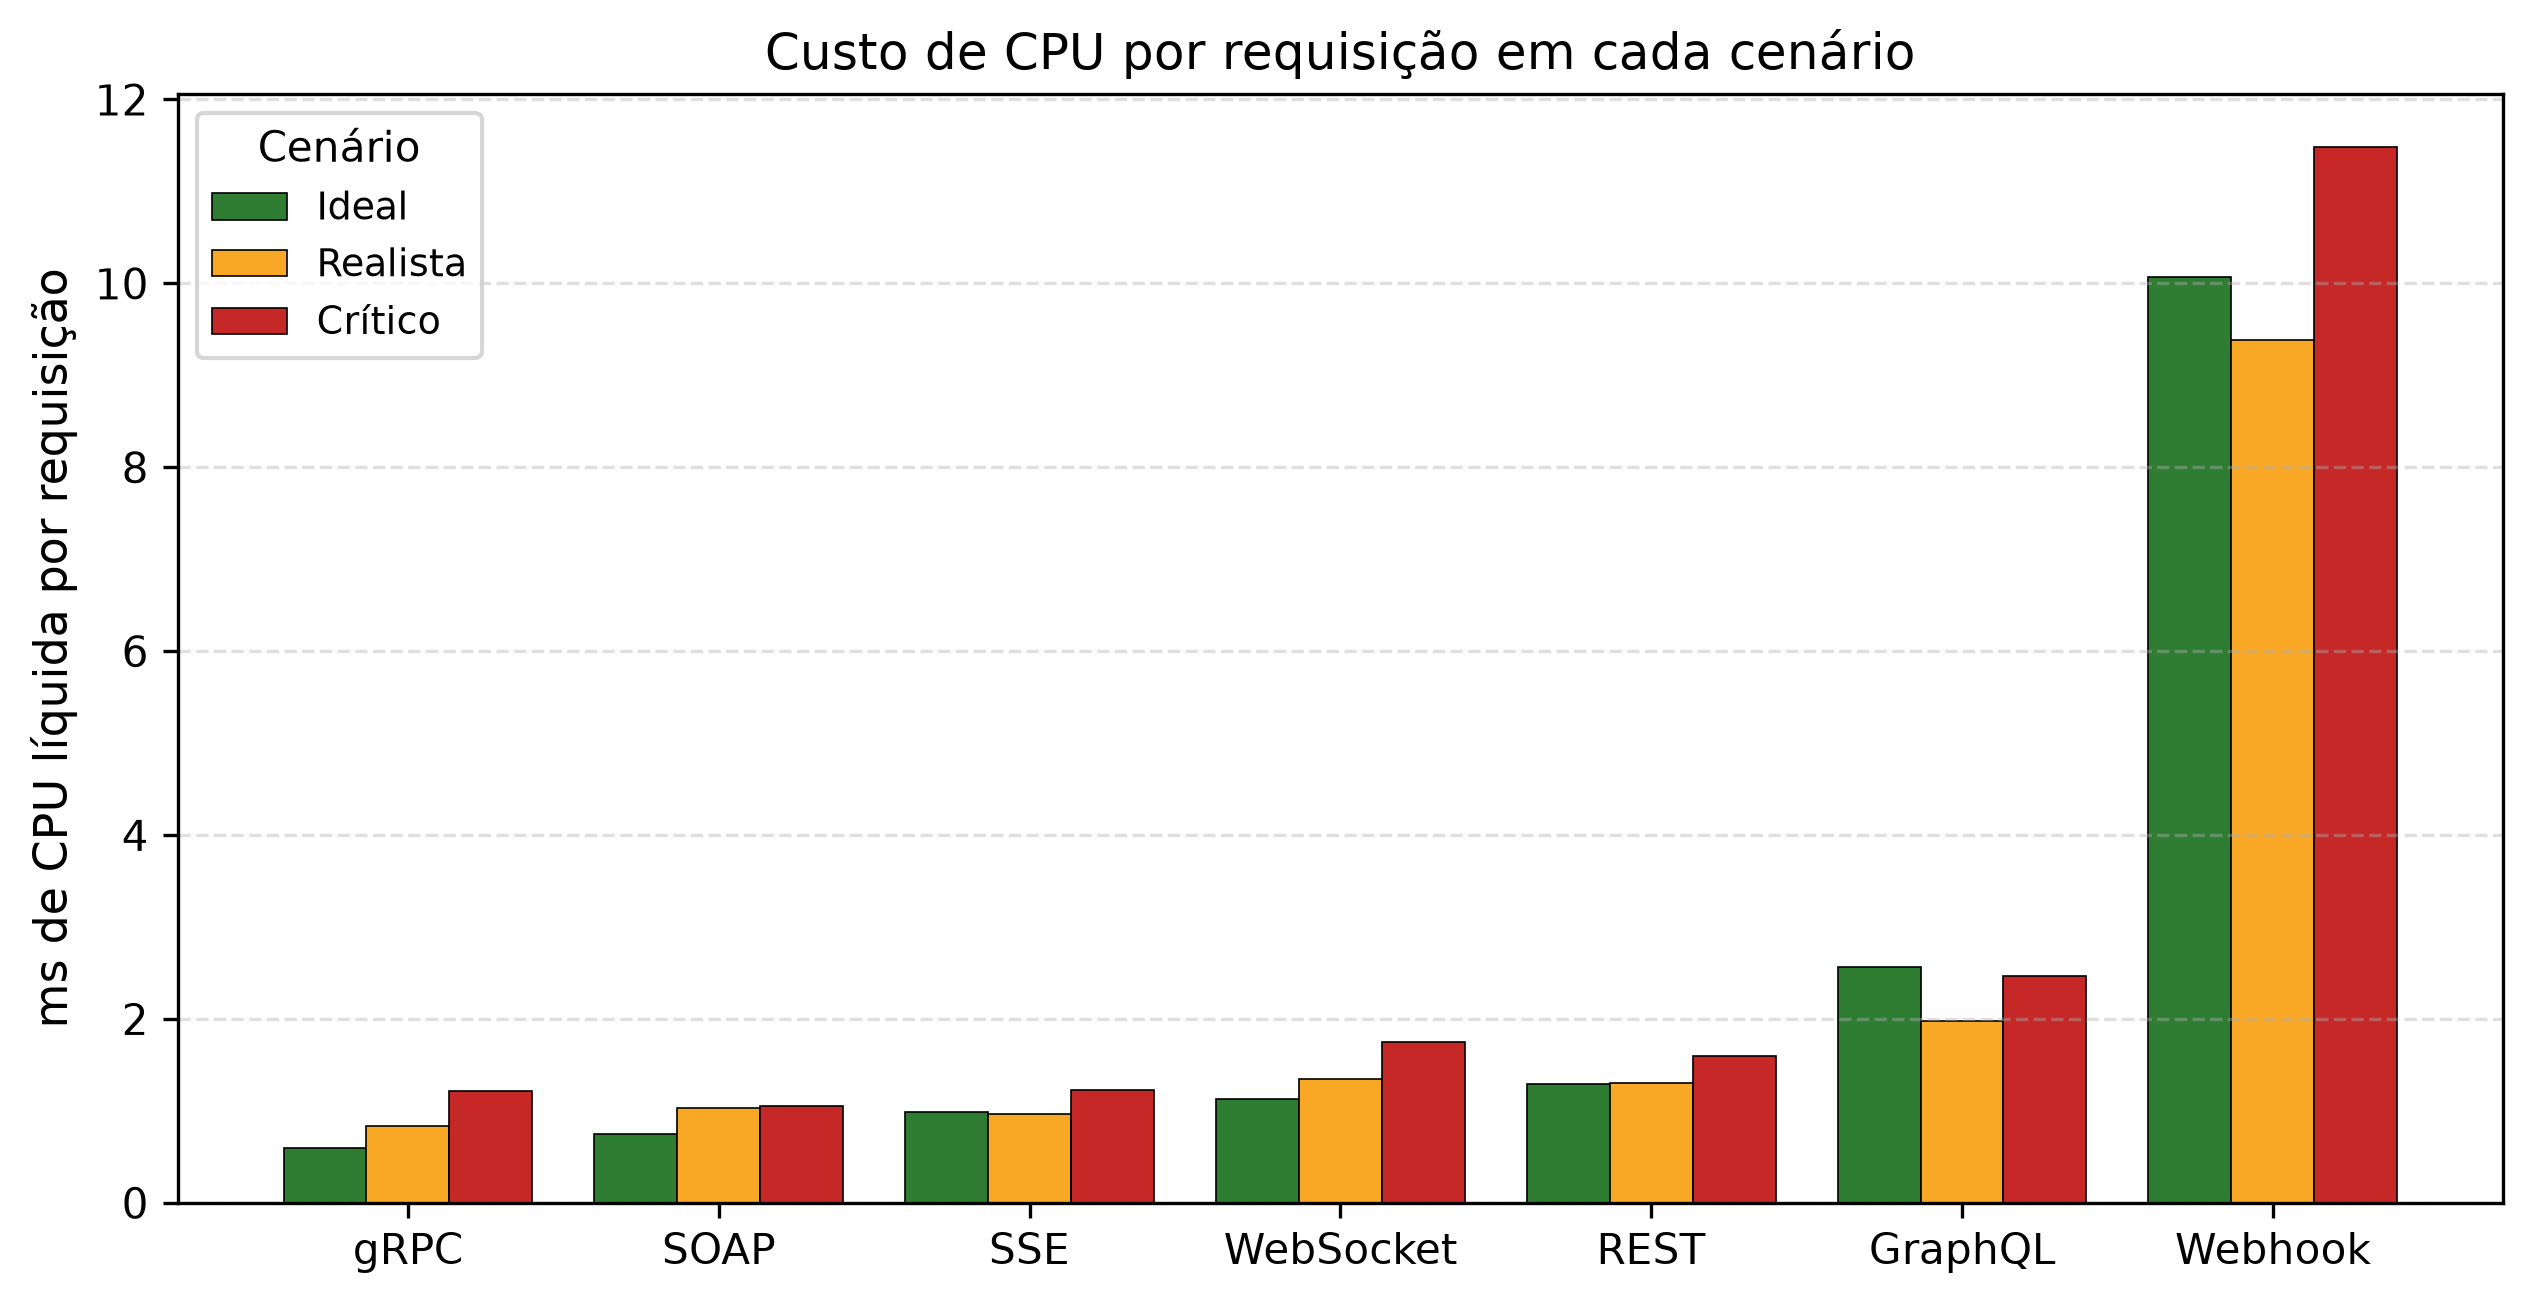 Custo de CPU por requisição em cada cenário
ms de CPU líquida por requisição
12
10
8
6
4
2
0
Cenário
Ideal
Realista
Crítico
gRPC
SOAP
SSE
WebSocket
REST
GraphQL
Webhook